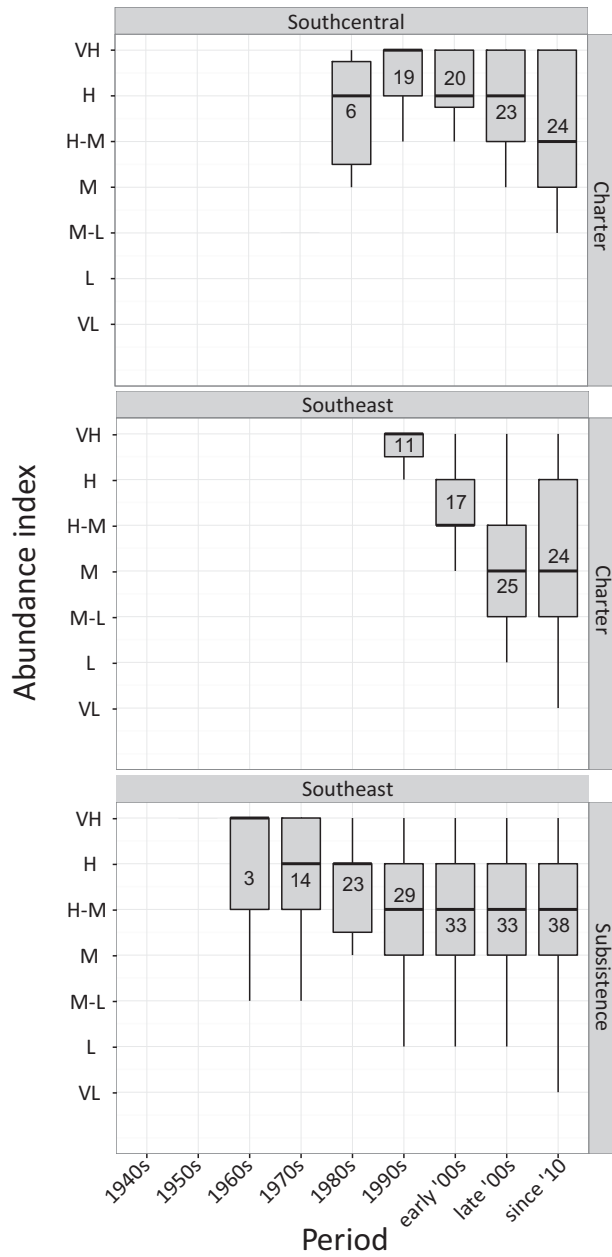 Southcentral
VH
H
H-M
M
M-L
L
VL
6
19
20
23
24
Charter
Southeast
VH
H
H-M
M
M-L
L
VL
11
17
25
24
Charter
Southeast
VH
H
H-M
M
M-L
L
VL
3
14
23
29
33
33
38
Subsistence
Abundance index
1940s
1950s
1960s
1970s
1980s
1990s
early '00s
late '00s
since '10
Period